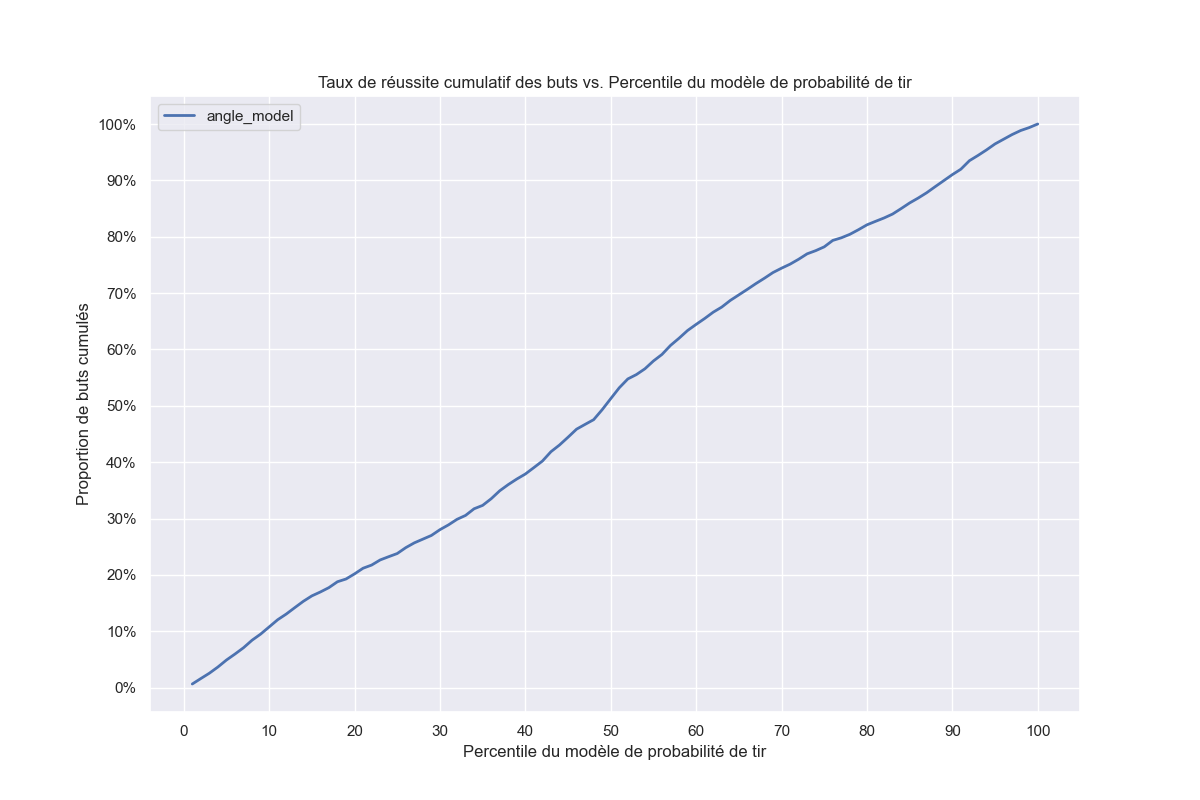 Taux de réussite cumulatif des buts vs. Percentile du modèle de probabilité de tir
angle_model
100%
90%
80%
70%
60%
50%
40%
30%
20%
10%
0%
Proportion de buts cumulés
0 10 20 30 40 50 60 70 80 90 100
Percentile du modèle de probabilité de tir